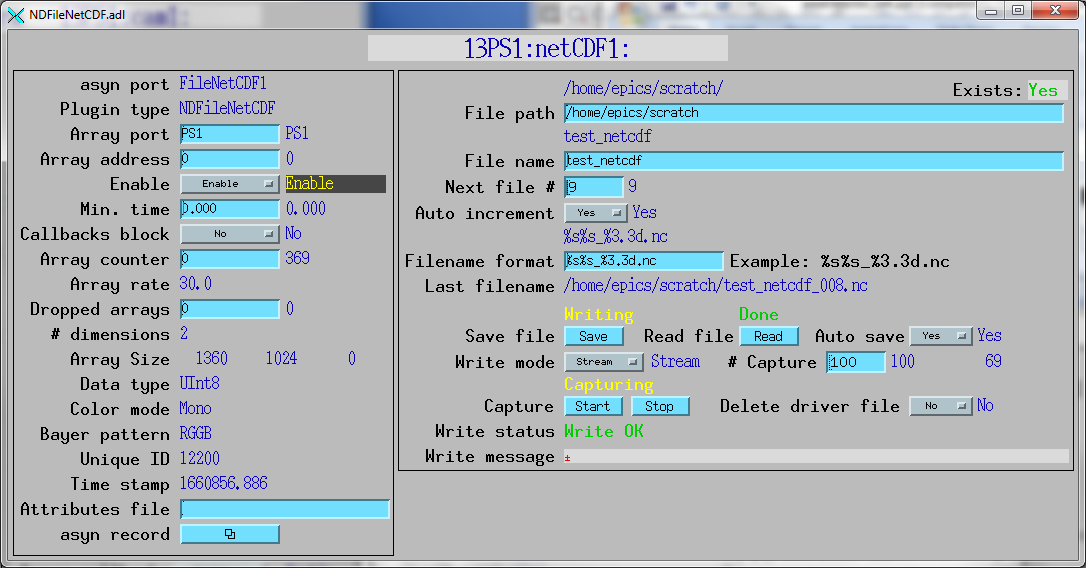 NDFileNetCDF.adl
13PS1:netCDF1:
asyn port FileNetCDF1
Plugin type NDFileNetCDF
Array port PS1 PS1
Array address 0 0
Enable Enable Enable
Min. time 0.000 0.000
Callbacks block No No
Array counter 0 369
Array rate 30.0
Dropped arrays 0 0
# dimensions 2
Array Size 1360 1024 0
Data type UInt8
Color mode Mono
Bayer pattern RGGB
Unique ID 12200
Time stamp 1660856.886
Attributes file
asyn record
/home/epics/scratch/ Exists: Yes
File path /home/epics/scratch
test_netcdf
File name test_netcdf
Next file # 9 9
Auto increment Yes Yes
%s%s_%3.3d.nc
Filename format %s%s_%3.3d.nc Example: %s%s_%3.3d.nc
Last filename /home/epics/scratch/test_netcdf_008.nc
Writing Done
Save file Save Read file Read Auto save Yes Yes
Write mode Stream Stream # Capture 100 100 69
Capturing
Capture Start Stop Delete driver file No No
Write status Write OK
Write message